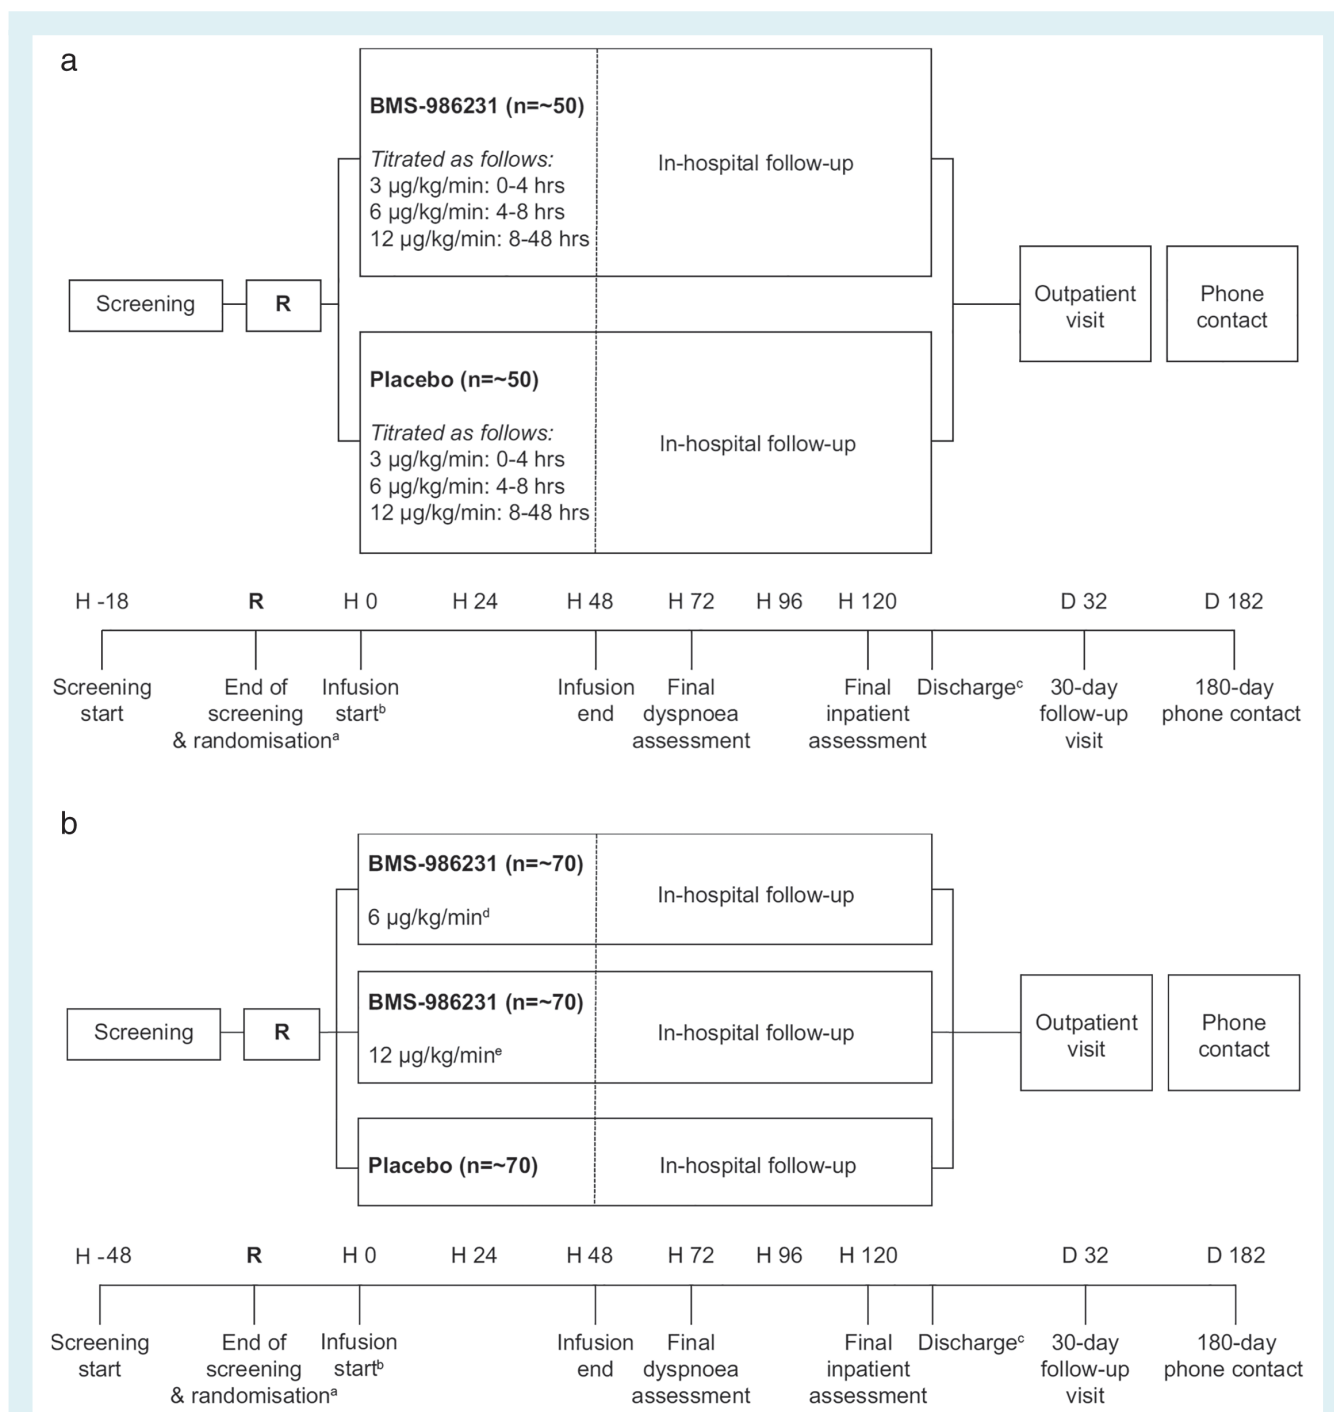 a
BMS-986231 (n=~50)
Titrated as follows:
3 µg/kg/min: 0-4 hrs
6 µg/kg/min: 4-8 hrs
12 µg/kg/min: 8-48 hrs
In-hospital follow-up
Screening
R
Outpatient
visit
Phone
contact
Placebo (n=~50)
Titrated as follows:
3 µg/kg/min: 0-4 hrs
6 µg/kg/min: 4-8 hrs
12 µg/kg/min: 8-48 hrs
In-hospital follow-up
H -18 R H 0 H 24 H 48 H 72 H 96 H 120 D 32 D 182
Screening
start
End of
screening
& randomisationᵃ
Infusion
startᵇ
Infusion
end
Final
dyspnoea
assessment
Final
inpatient
assessment
Dischargeᶜ
30-day
follow-up
visit
180-day
phone contact
b
BMS-986231 (n=~70)
6 µg/kg/minᵈ
In-hospital follow-up
BMS-986231 (n=~70)
12 µg/kg/minᵉ
In-hospital follow-up
Screening
R
Outpatient
visit
Phone
contact
Placebo (n=~70)
In-hospital follow-up
H -48 R H 0 H 24 H 48 H 72 H 96 H 120 D 32 D 182
Screening
start
End of
screening
& randomisationᵃ
Infusion
startᵇ
Infusion
end
Final
dyspnoea
assessment
Final
inpatient
assessment
Dischargeᶜ
30-day
follow-up
visit
180-day
phone contact